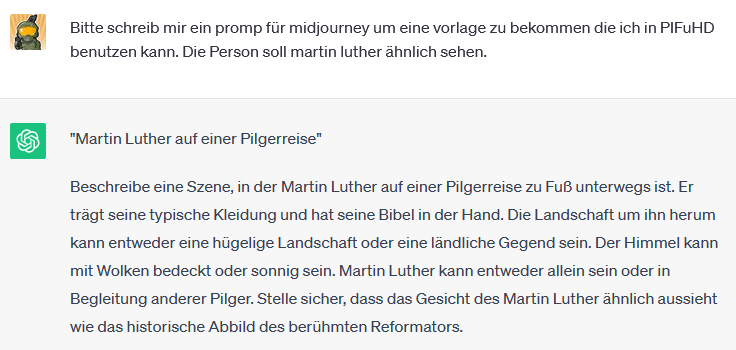 Bitte schreib mir ein promp für midjourney um eine vorlage zu bekommen die ich in PIFuHD
benutzen kann. Die Person soll martin luther ähnlich sehen.
"Martin Luther auf einer Pilgerreise"
Beschreibe eine Szene, in der Martin Luther auf einer Pilgerreise zu Fuß unterwegs ist. Er
trägt seine typische Kleidung und hat seine Bibel in der Hand. Die Landschaft um ihn herum
kann entweder eine hügelige Landschaft oder eine ländliche Gegend sein. Der Himmel kann
mit Wolken bedeckt oder sonnig sein. Martin Luther kann entweder allein sein oder in
Begleitung anderer Pilger. Stelle sicher, dass das Gesicht des Martin Luther ähnlich aussieht
wie das historische Abbild des berühmten Reformators.